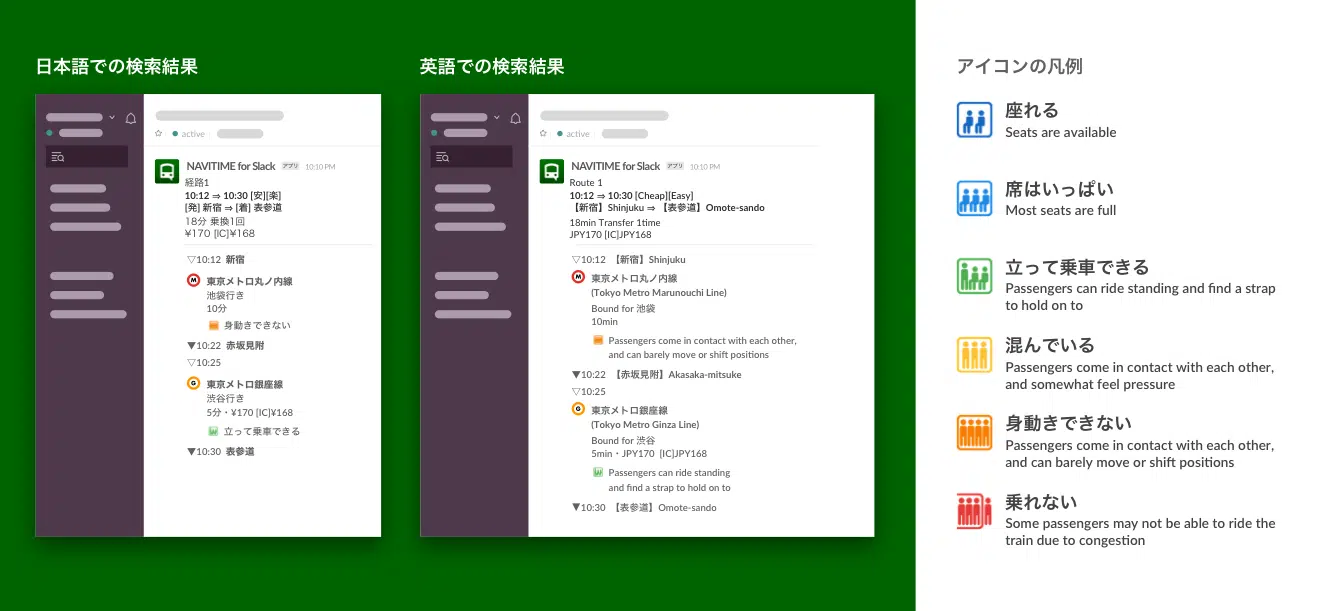 日本語での検索結果
active
NAVITIME for Slack アプリ 10:10 PM
経路1
10:12 ⇒ 10:30 [安][楽]
[発] 新宿 ⇒ [着] 表参道
18分 乗換1回
¥170 [IC]¥168
▽10:12 新宿
M 東京メトロ丸ノ内線
池袋行き
10分
身動きできない
▼10:22 赤坂見附
▽10:25
G 東京メトロ銀座線
渋谷行き
5分・¥170 [IC]¥168
立って乗車できる
▼10:30 表参道
英語での検索結果
active
NAVITIME for Slack アプリ 10:10 PM
Route 1
10:12 ⇒ 10:30 [Cheap][Easy]
【新宿】Shinjuku ⇒ 【表参道】Omote-sando
18min Transfer 1time
JPY170 [IC]JPY168
▽10:12 【新宿】Shinjuku
M 東京メトロ丸ノ内線
(Tokyo Metro Marunouchi Line)
Bound for 池袋
10min
Passengers come in contact with each other,
and can barely move or shift positions
▼10:22 【赤坂見附】Akasaka-mitsuke
▽10:25
G 東京メトロ銀座線
(Tokyo Metro Ginza Line)
Bound for 渋谷
5min・JPY170 [IC]JPY168
Passengers can ride standing
and find a strap to hold on to
▼10:30 【表参道】Omote-sando
アイコンの凡例
座れる
Seats are available
席はいっぱい
Most seats are full
立って乗車できる
Passengers can ride standing and find a strap
to hold on to
混んでいる
Passengers come in contact with each other,
and somewhat feel pressure
身動きできない
Passengers come in contact with each other,
and can barely move or shift positions
乗れない
Some passengers may not be able to ride the
train due to congestion